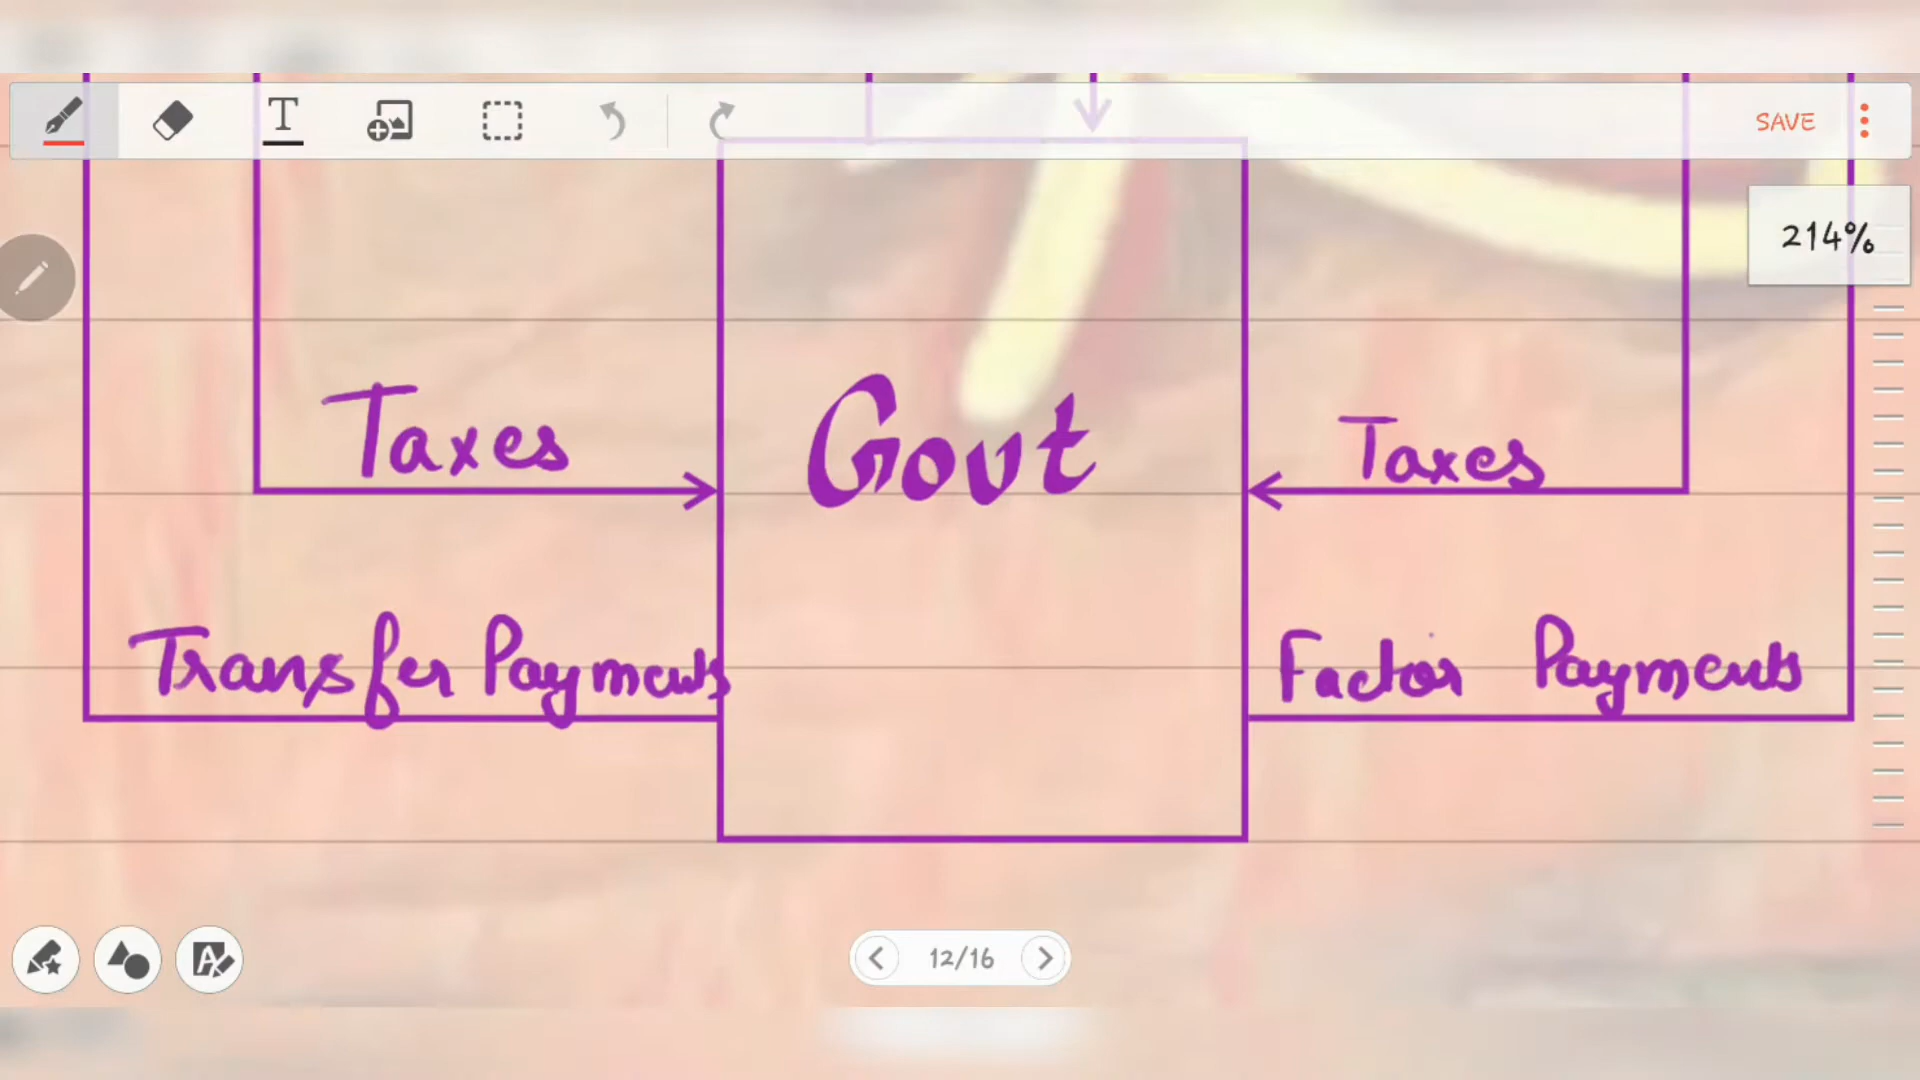 T
SAVE
214%
Taxes
Govt
Taxes
Transfer Payments
Factor Payments
12/16